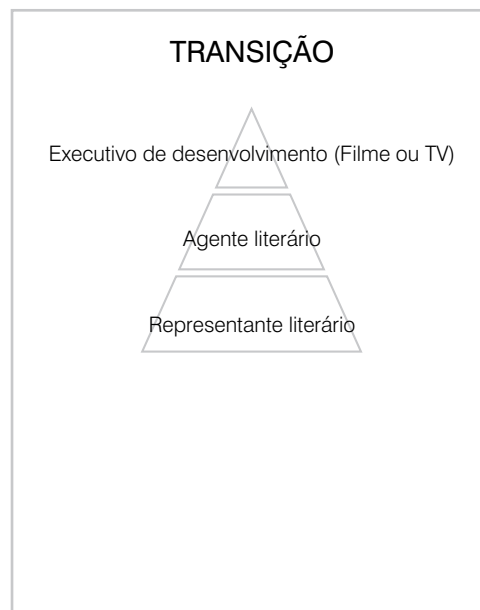 TRANSIÇÃO
Executivo de desenvolvimento (Filme ou TV)
Agente literário
Representante literário